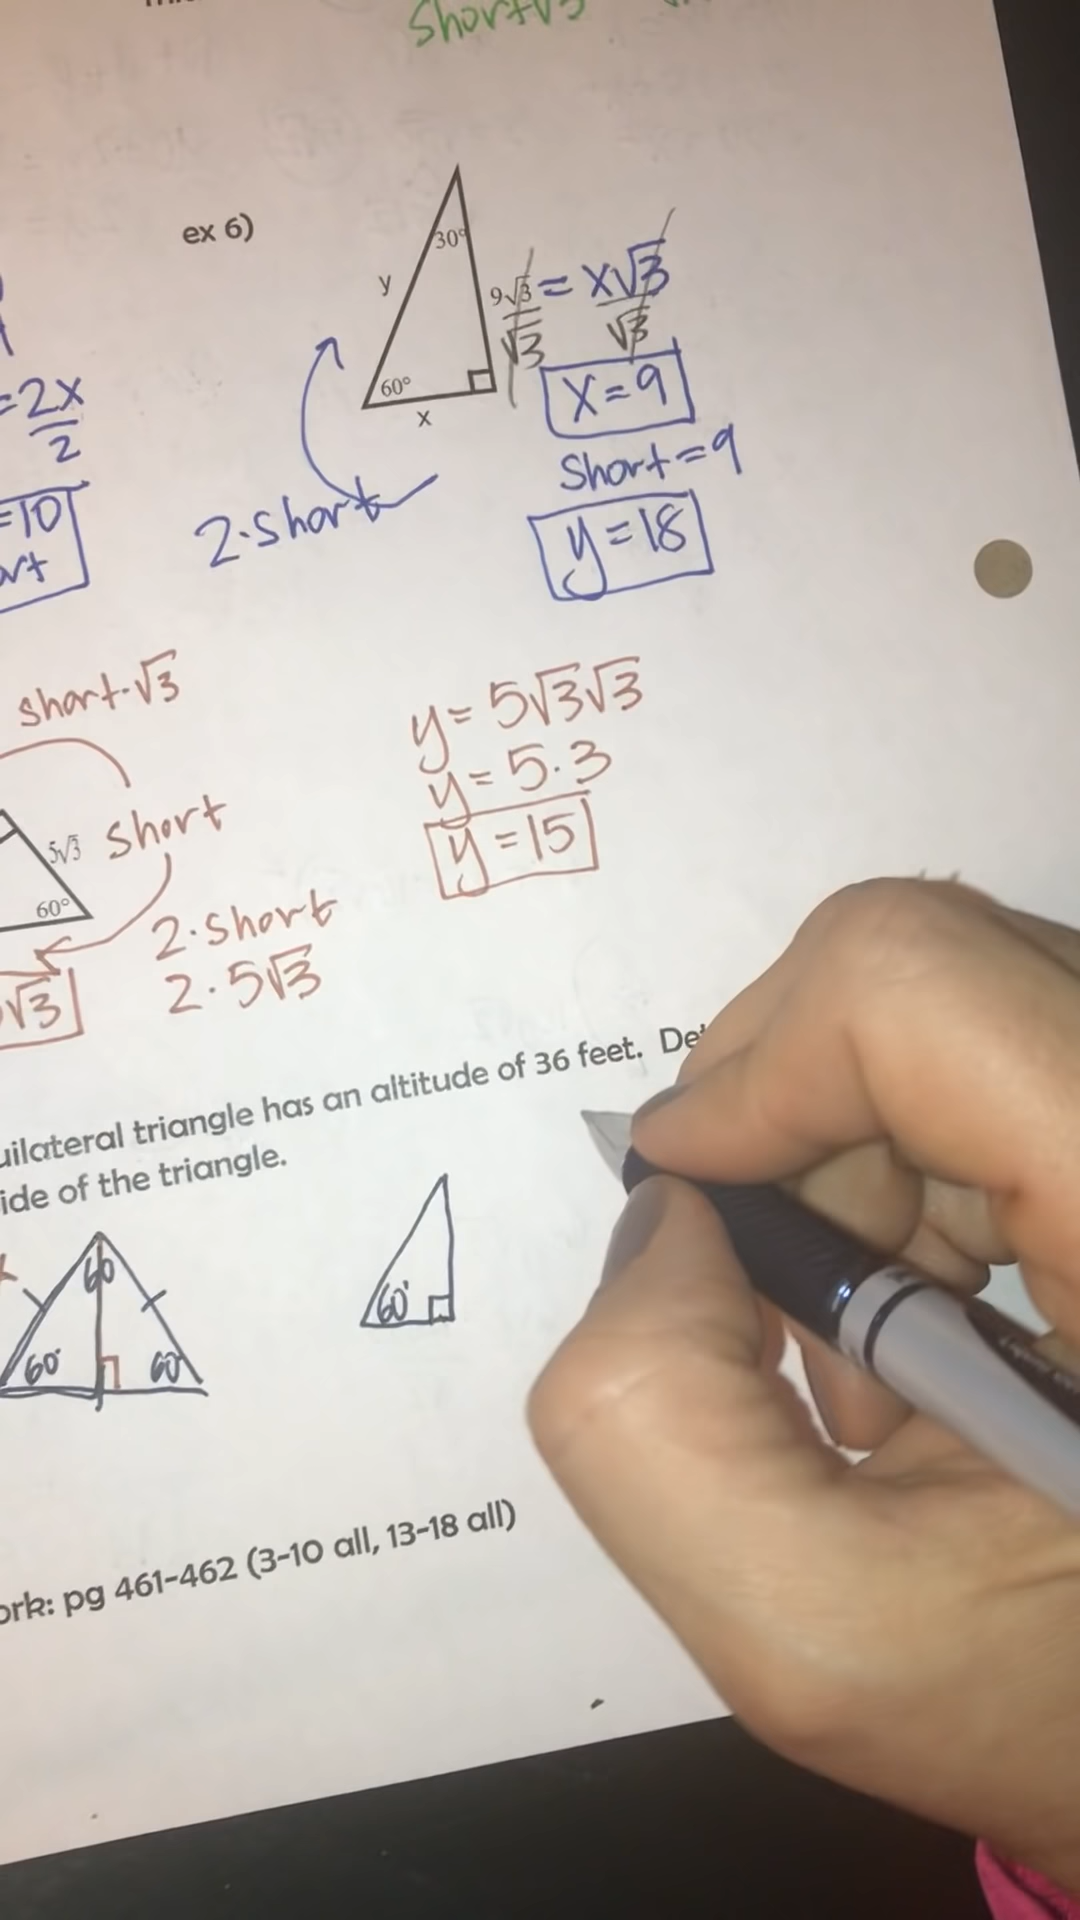 short√3
ex 6)
30°
y
9√3 = x√3
√3 √3
60°
x
x=9
=2x
2
Short=9
=10
2·short
y=18
short·√3
y= 5√3√3
y= 5·3
short
y=15
5√3
60°
2·short
√3
2·5√3
uilateral triangle has an altitude of 36 feet. Det
ide of the triangle.
60
60°
60
60°
ork: pg 461-462 (3-10 all, 13-18 all)